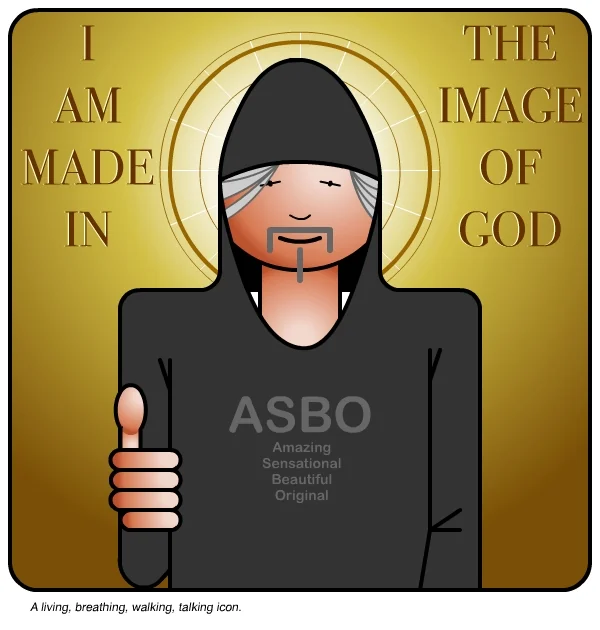 I
AM
MADE
IN
THE
IMAGE
OF
GOD
ASBO
Amazing
Sensational
Beautiful
Original
A living, breathing, walking, talking icon.